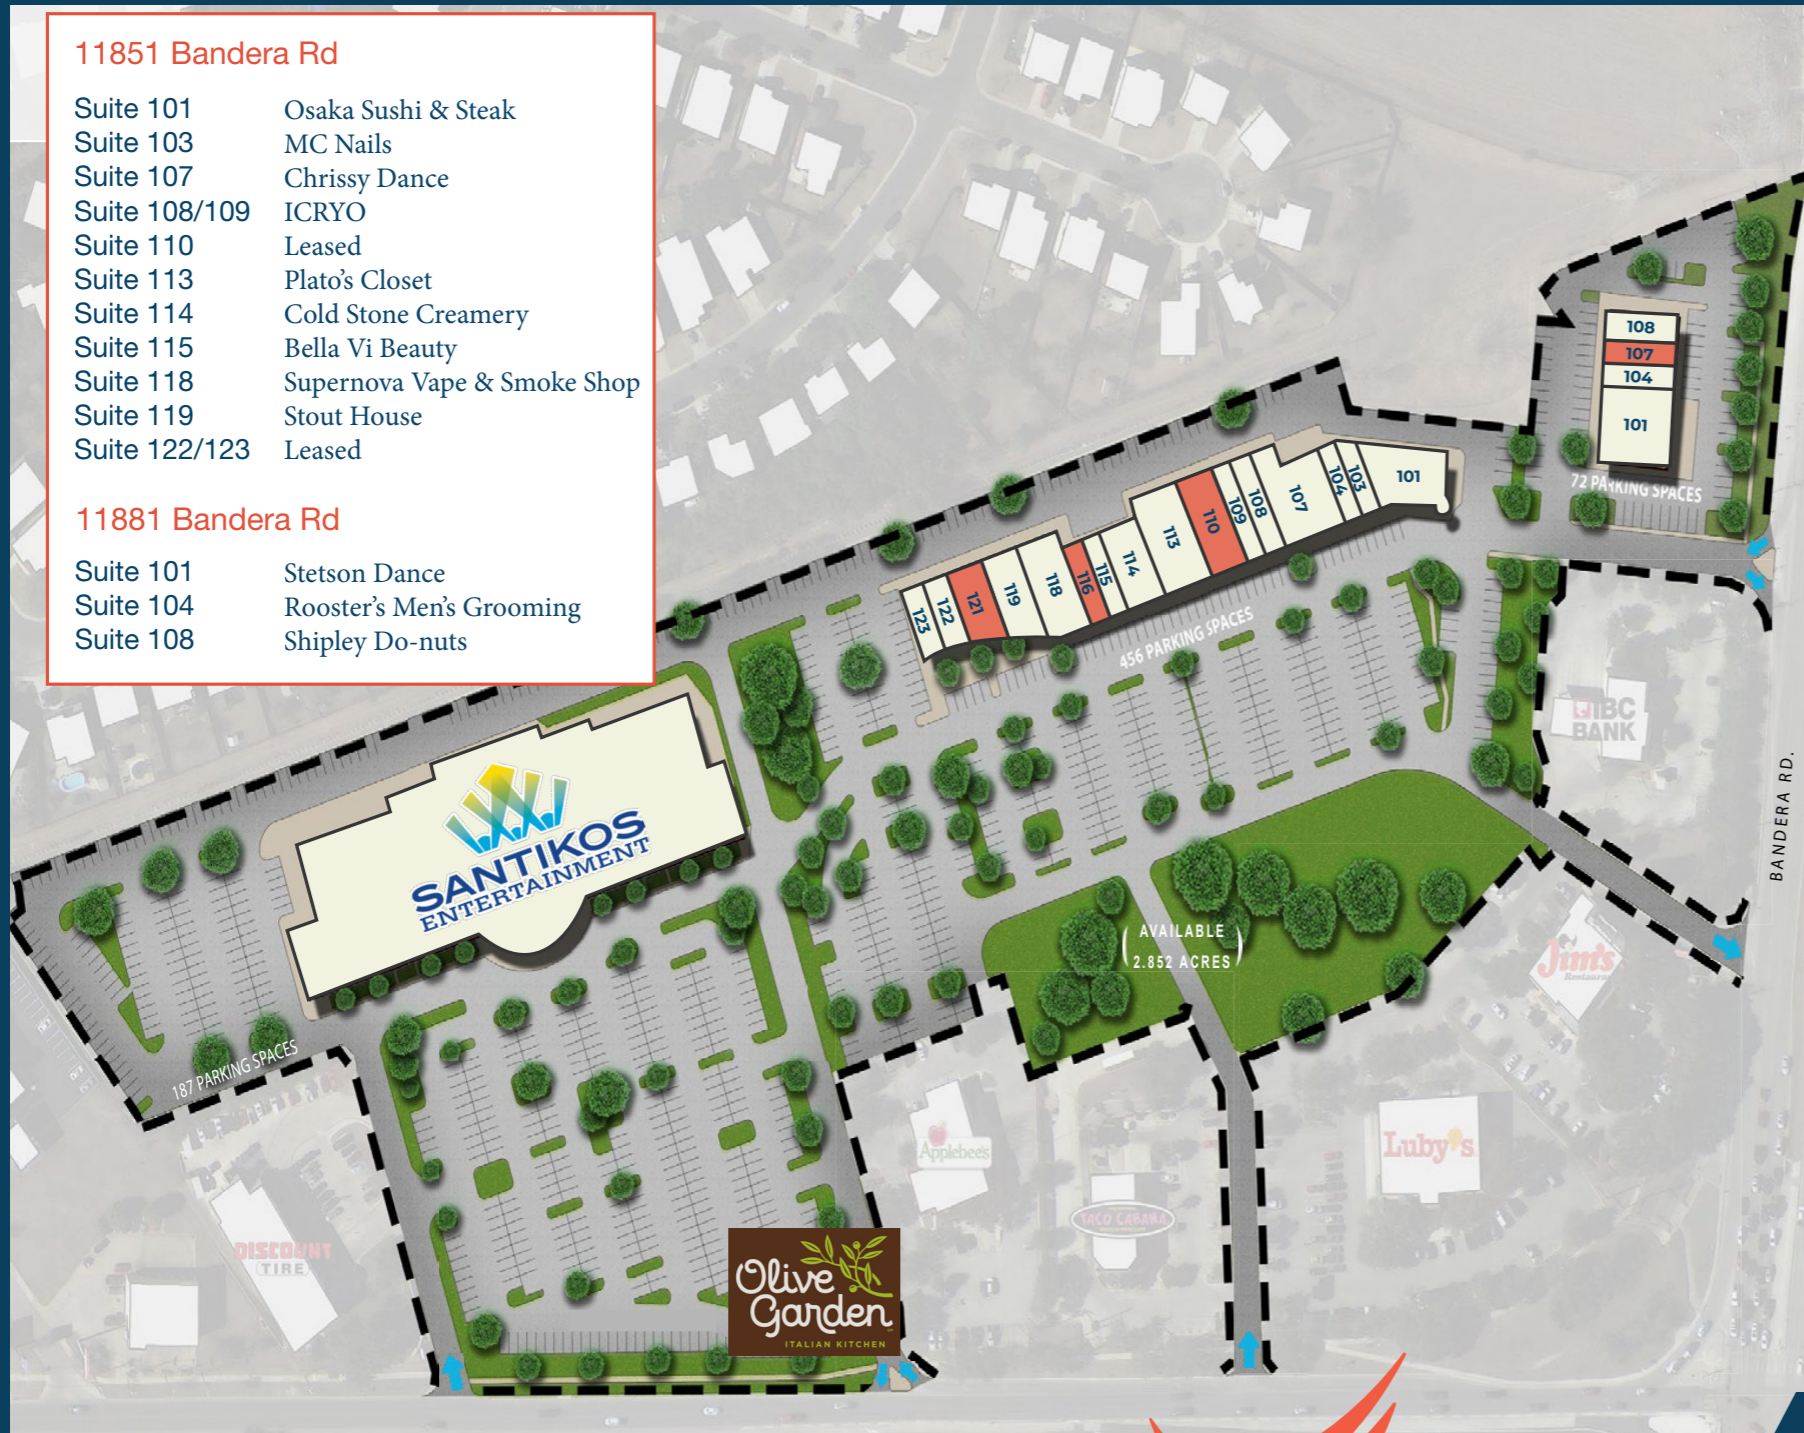 11851 Bandera Rd
Suite 101 Osaka Sushi & Steak
Suite 103 MC Nails
Suite 107 Chrissy Dance
Suite 108/109 ICRYO
Suite 110 Leased
Suite 113 Plato's Closet
Suite 114 Cold Stone Creamery
Suite 115 Bella Vi Beauty
Suite 118 Supernova Vape & Smoke Shop
Suite 119 Stout House
Suite 122/123 Leased
11881 Bandera Rd
Suite 101 Stetson Dance
Suite 104 Rooster's Men's Grooming
Suite 108 Shipley Do-nuts
108
107
104
101
72 PARKING SPACES
123
122
121
119
118
116
115
114
113
110
109
108
107
104
103
101
456 PARKING SPACES
IBC
BANK
BANDERA RD.
SANTIKOS
ENTERTAINMENT
AVAILABLE
2.852 ACRES
Jim's
Restaurant
187 PARKING SPACES
Applebee's
Luby's
TACO CABANA
DISCOUNT
TIRE
Olive
Garden
ITALIAN KITCHEN